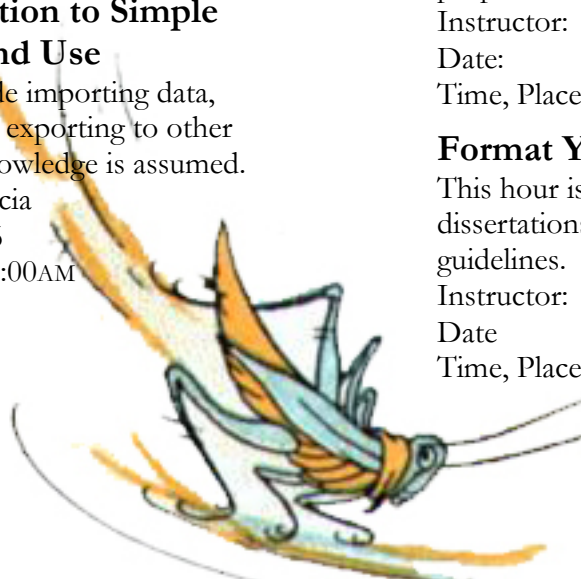 tion to Simple
nd Use
le importing data,
exporting to other
owledge is assumed.
cia
:00AM
Instructor:
Date:
Time, Place
Format Y
This hour is
dissertations
guidelines.
Instructor:
Date
Time, Place